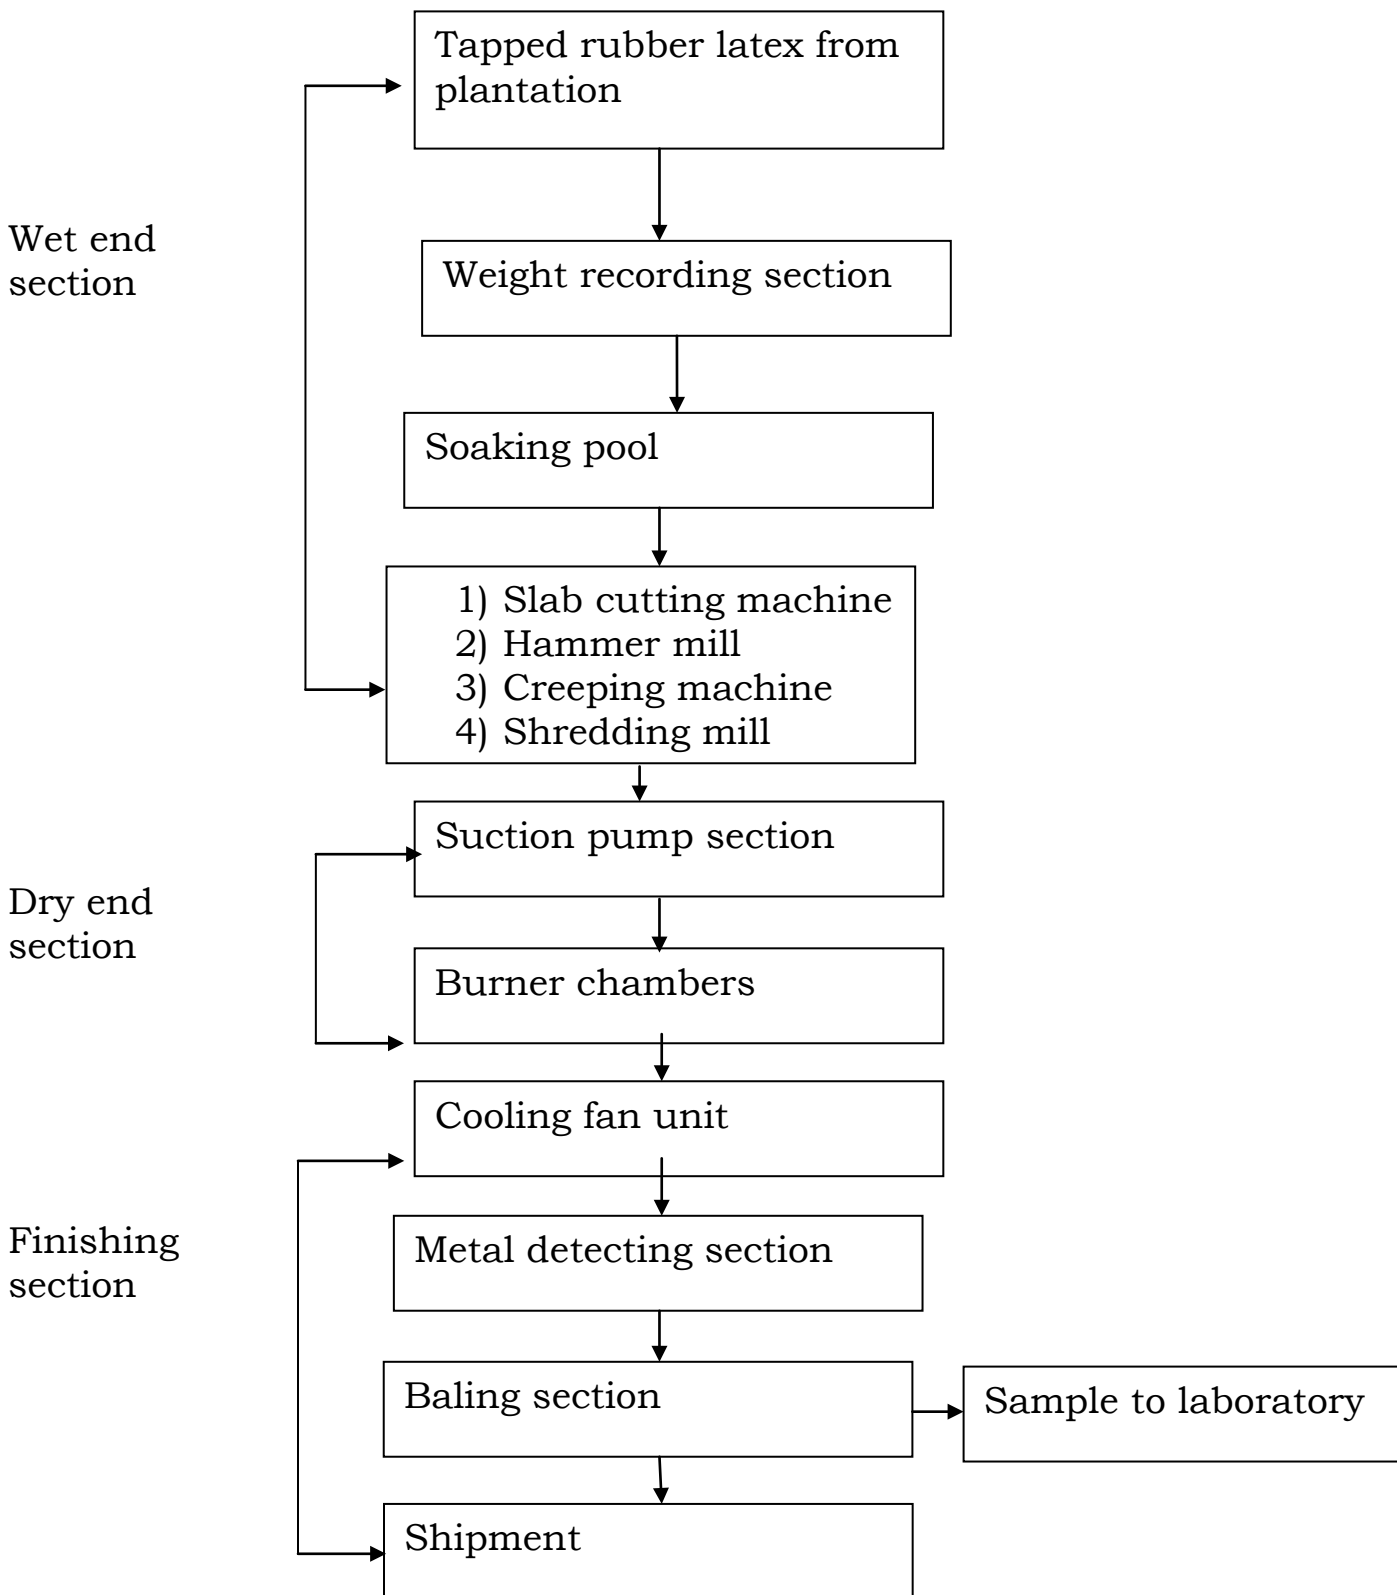 Tapped rubber latex from
plantation
Wet end
section
Weight recording section
Soaking pool
1) Slab cutting machine
2) Hammer mill
3) Creeping machine
4) Shredding mill
Suction pump section
Dry end
section
Burner chambers
Cooling fan unit
Finishing
section
Metal detecting section
Baling section
Sample to laboratory
Shipment